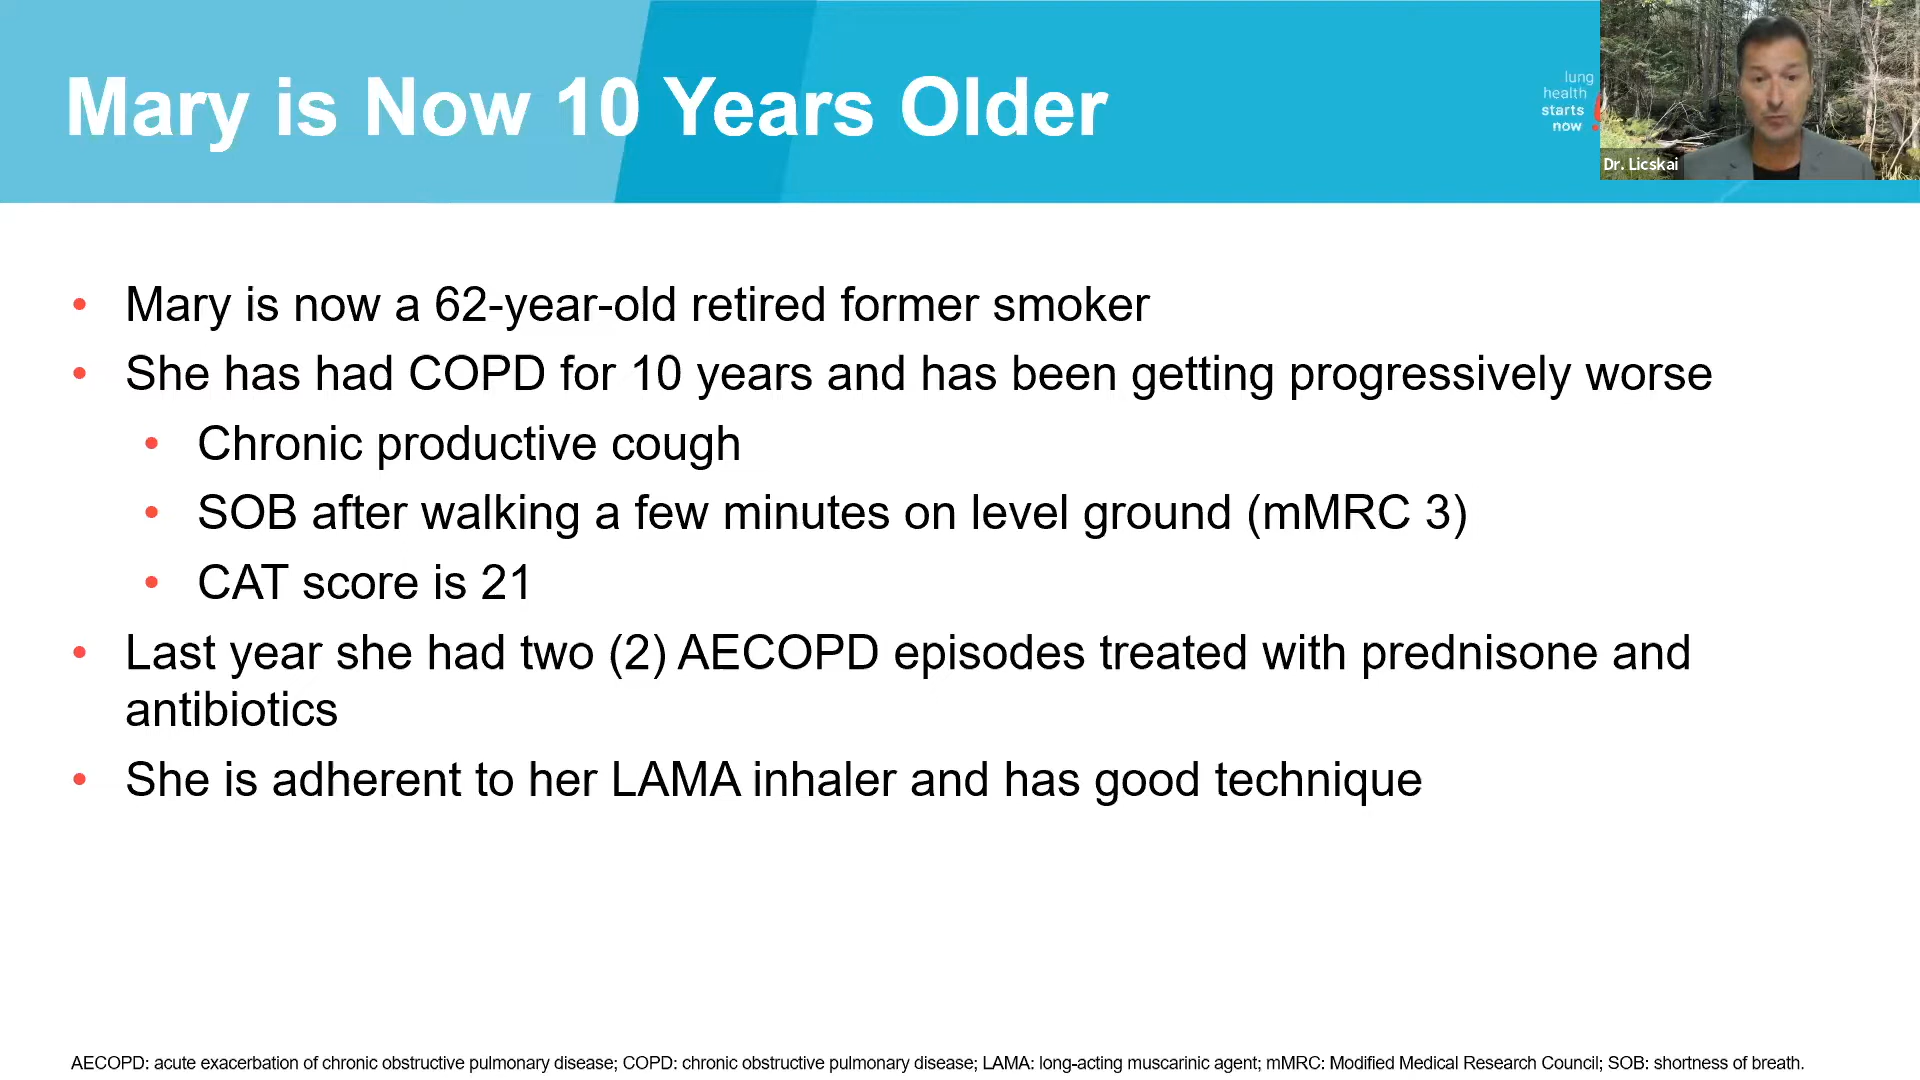 Mary is Now 10 Years Older
lung
health
starts
now
Dr. Licskai
• Mary is now a 62-year-old retired former smoker
• She has had COPD for 10 years and has been getting progressively worse
• Chronic productive cough
• SOB after walking a few minutes on level ground (mMRC 3)
• CAT score is 21
• Last year she had two (2) AECOPD episodes treated with prednisone and
antibiotics
• She is adherent to her LAMA inhaler and has good technique
AECOPD: acute exacerbation of chronic obstructive pulmonary disease; COPD: chronic obstructive pulmonary disease; LAMA: long-acting muscarinic agent; mMRC: Modified Medical Research Council; SOB: shortness of breath.